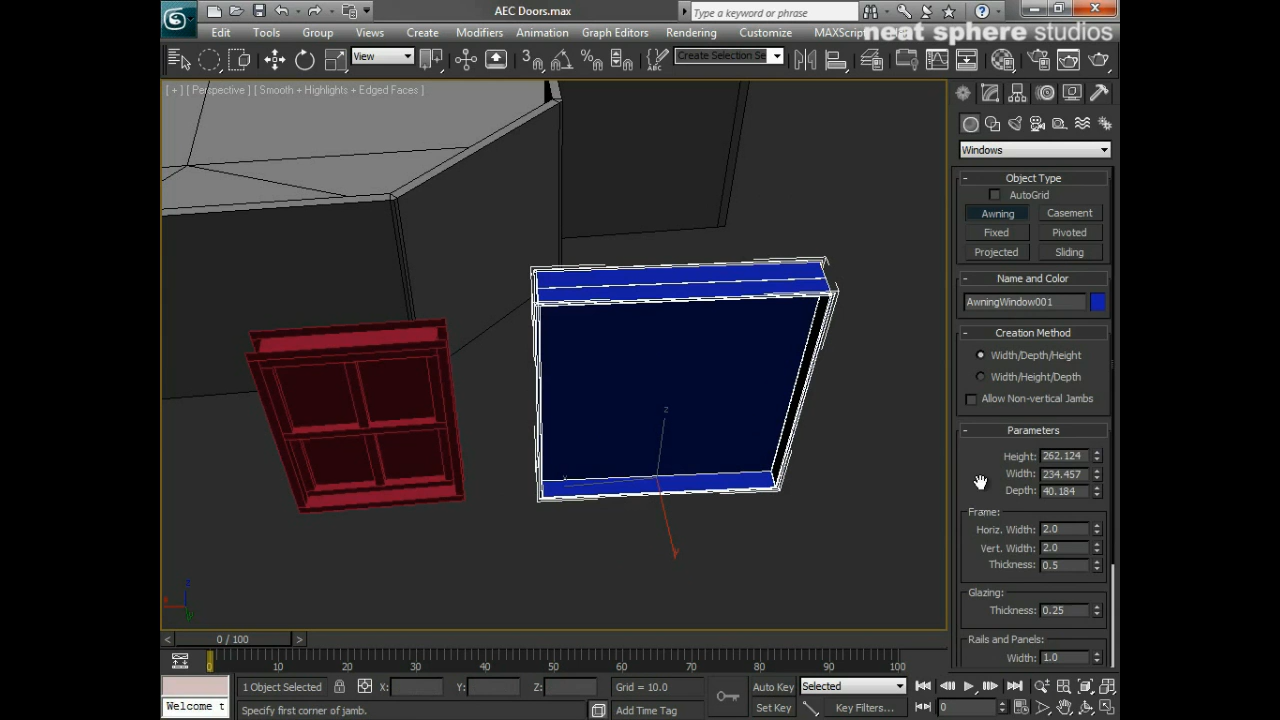 AEC Doors.max
Type a keyword or phrase
Edit Tools Group Views Create Modifiers Animation Graph Editors Rendering Customize MAXScript
neat sphere studios
View
Create Selection Se
[ + ] [ Perspective ] [ Smooth + Highlights + Edged Faces ]
Windows
- Object Type
AutoGrid
Awning Casement
Fixed Pivoted
Projected Sliding
- Name and Color
AwningWindow001
- Creation Method
Width/Depth/Height
Width/Height/Depth
Allow Non-vertical Jambs
- Parameters
Height: 262.124
Width: 234.457
Depth: 40.184
Frame:
Horiz. Width: 2.0
Vert. Width: 2.0
Thickness: 0.5
Glazing:
Thickness: 0.25
Rails and Panels:
Width: 1.0
z
x
y
z
< 0 / 100 >
0 10 20 30 40 50 60 70 80 90 100
1 Object Selected X: Y: Z: Grid = 10.0 Auto Key Selected
Welcome t Specify first corner of jamb. Add Time Tag Set Key Key Filters... 0